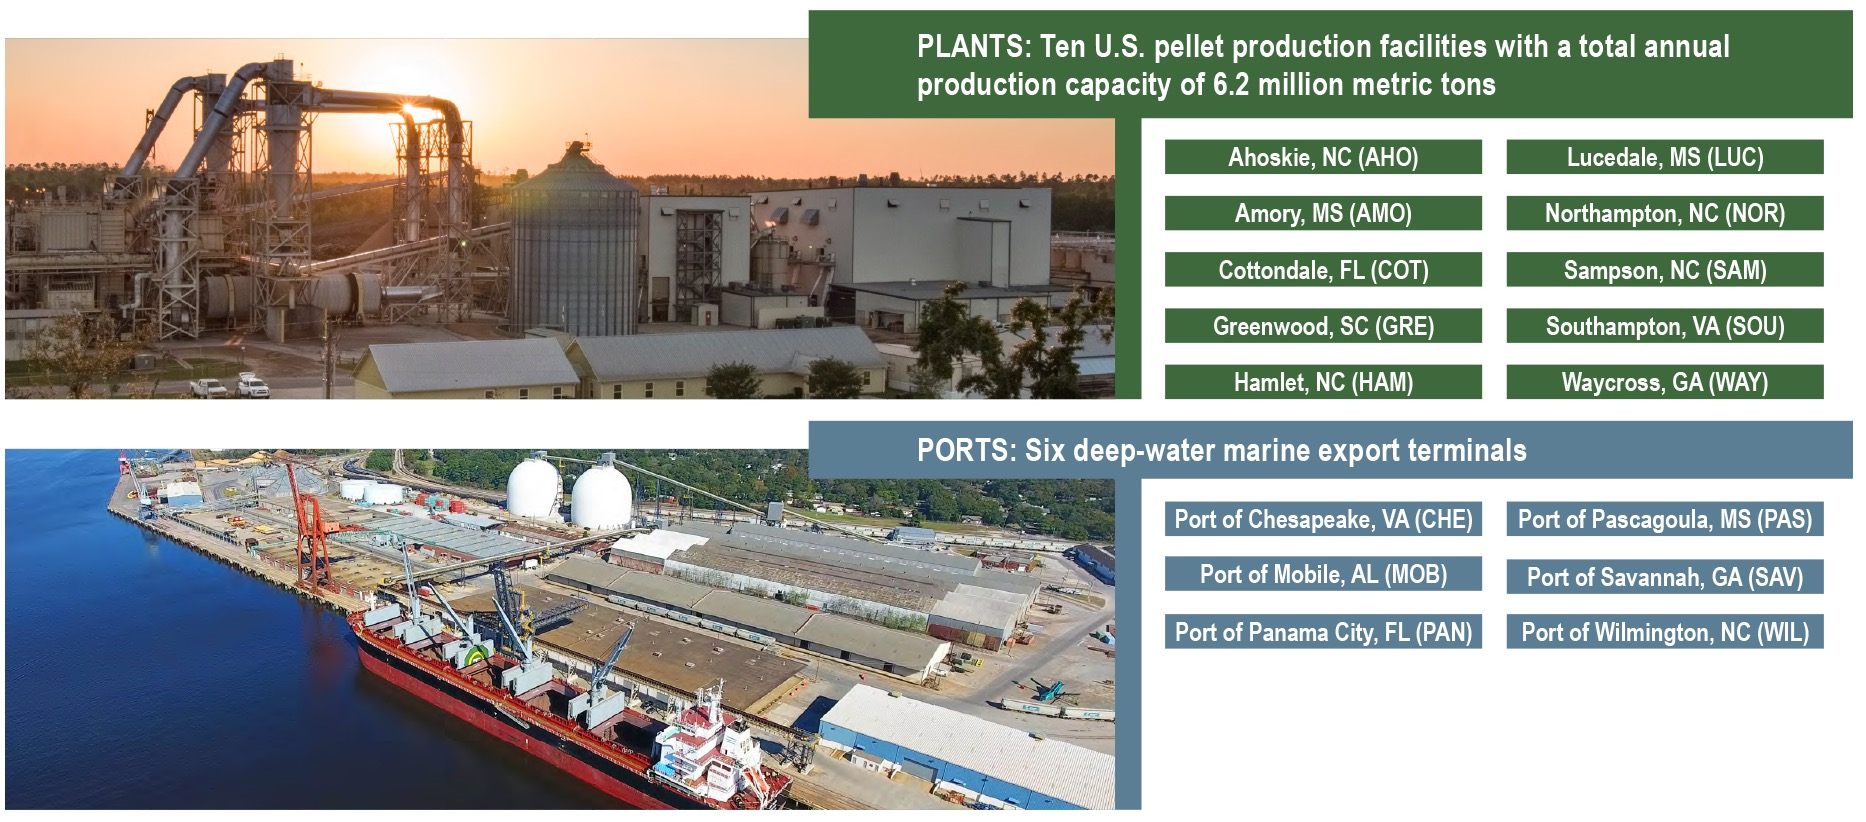 PLANTS: Ten U.S. pellet production facilities with a total annual
production capacity of 6.2 million metric tons
Ahoskie, NC (AHO)
Lucedale, MS (LUC)
Amory, MS (AMO)
Northampton, NC (NOR)
Cottondale, FL (COT)
Sampson, NC (SAM)
Greenwood, SC (GRE)
Southampton, VA (SOU)
Hamlet, NC (HAM)
Waycross, GA (WAY)
PORTS: Six deep-water marine export terminals
Port of Chesapeake, VA (CHE)
Port of Pascagoula, MS (PAS)
Port of Mobile, AL (MOB)
Port of Savannah, GA (SAV)
Port of Panama City, FL (PAN)
Port of Wilmington, NC (WIL)